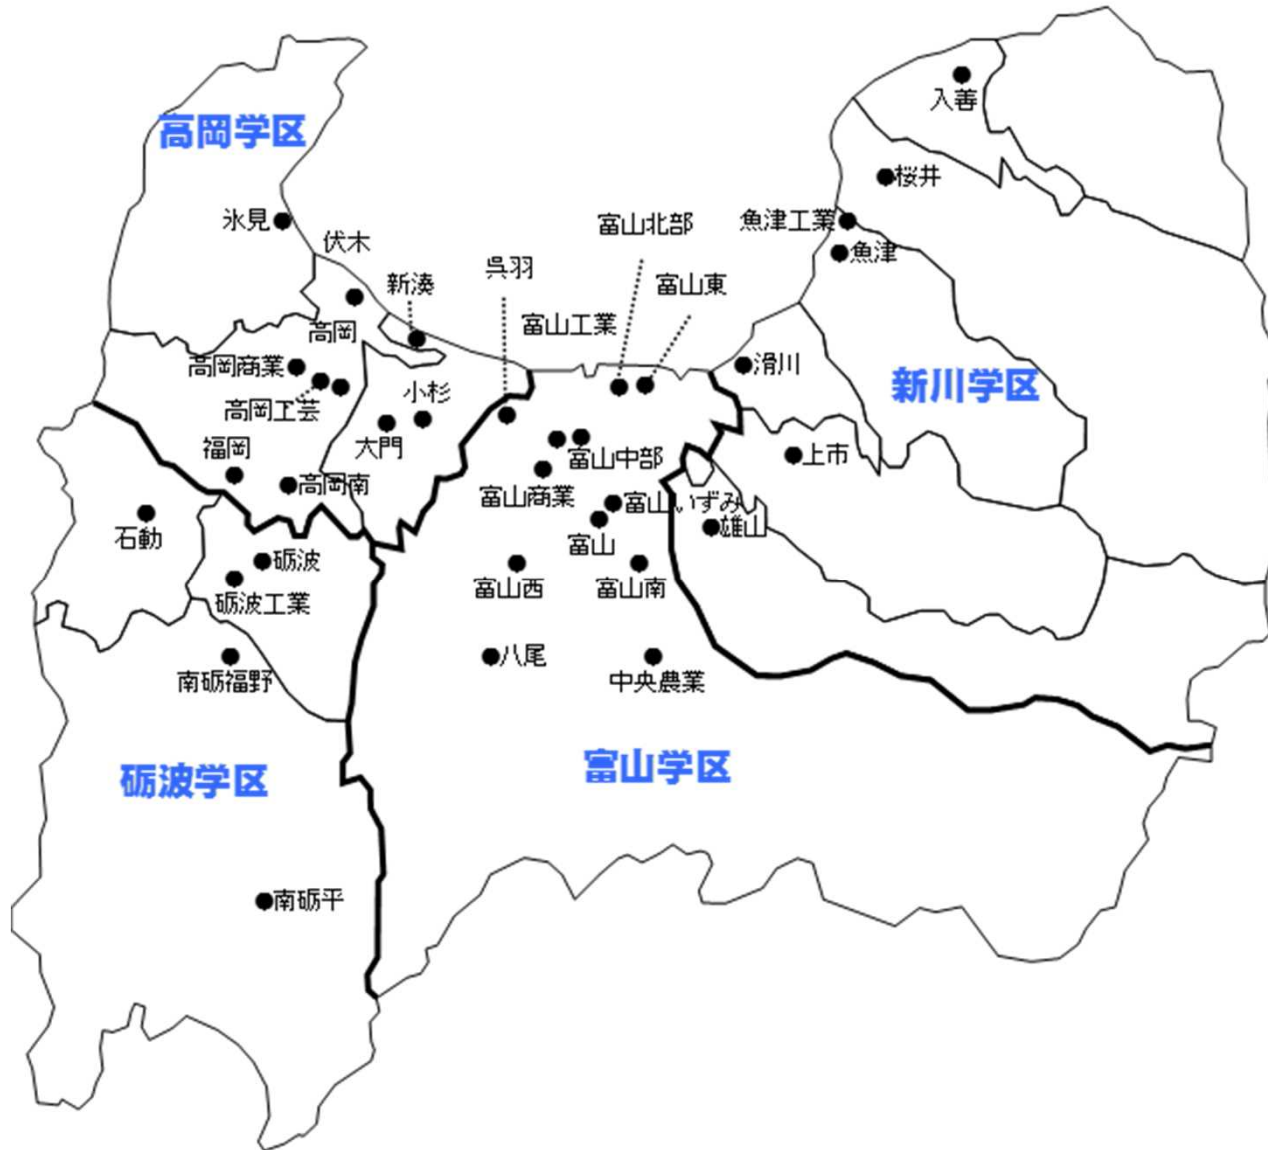 入善
高岡学区
桜井
氷見
富山北部
魚津工業
伏木
魚津
呉羽
新湊
富山東
富山工業
高岡
高岡商業
滑川
新川学区
小杉
高岡工芸
福岡
大門
富山中部
上市
高岡南
富山商業
富山いずみ
石動
富山
雄山
砺波
富山西
富山南
砺波工業
八尾
南砺福野
中央農業
富山学区
砺波学区
南砺平